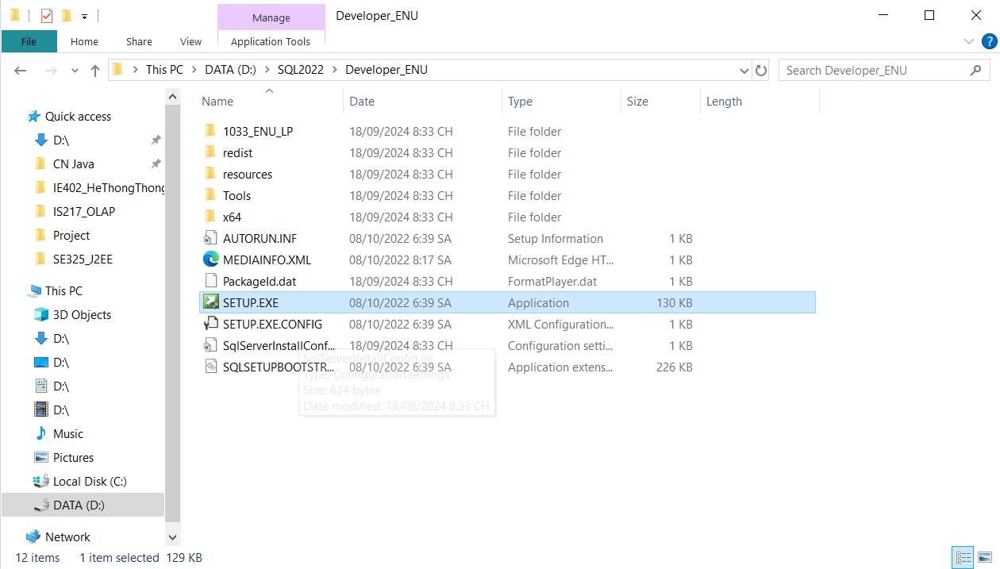 Manage
Developer_ENU
File
Home
Share
View
Application Tools
?
This PC > DATA (D:) > SQL2022 > Developer_ENU
Search Developer_ENU
Quick access
D:\
CN Java
IE402_HeThongThong
IS217_OLAP
Project
SE325_J2EE
This PC
3D Objects
D:\
D:\
D:\
D:\
Music
Pictures
Local Disk (C:)
DATA (D:)
Network
Name Date Type Size Length
1033_ENU_LP 18/09/2024 8:33 CH File folder
redist 18/09/2024 8:33 CH File folder
resources 18/09/2024 8:33 CH File folder
Tools 18/09/2024 8:33 CH File folder
x64 18/09/2024 8:33 CH File folder
AUTORUN.INF 08/10/2022 6:39 SA Setup Information 1 KB
MEDIAINFO.XML 08/10/2022 8:17 SA Microsoft Edge HT... 1 KB
PackageId.dat 18/09/2024 8:33 CH FormatPlayer.dat 1 KB
SETUP.EXE 08/10/2022 6:39 SA Application 130 KB
SETUP.EXE.CONFIG 08/10/2022 6:39 SA XML Configuration... 1 KB
SqlServerInstallConf... 18/09/2024 8:33 CH Configuration setti... 1 KB
SQLSETUPBOOTSTR... 08/10/2022 6:39 SA Application extens... 226 KB
SqlServerInstallConfig.ini
Type: Configuration settings
Size: 624 bytes
Date modified: 18/09/2024 8:33 CH
12 items 1 item selected 129 KB